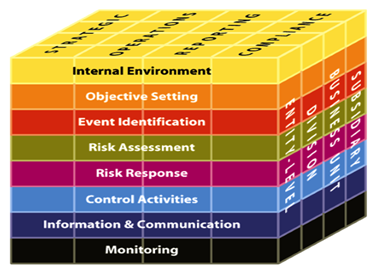 STRATEGIC
OPERATIONS
REPORTING
COMPLIANCE
Internal Environment
Objective Setting
Event Identification
Risk Assessment
Risk Response
Control Activities
Information & Communication
Monitoring
ENTITY-LEVEL
DIVISION
BUSINESS UNIT
SUBSIDIARY